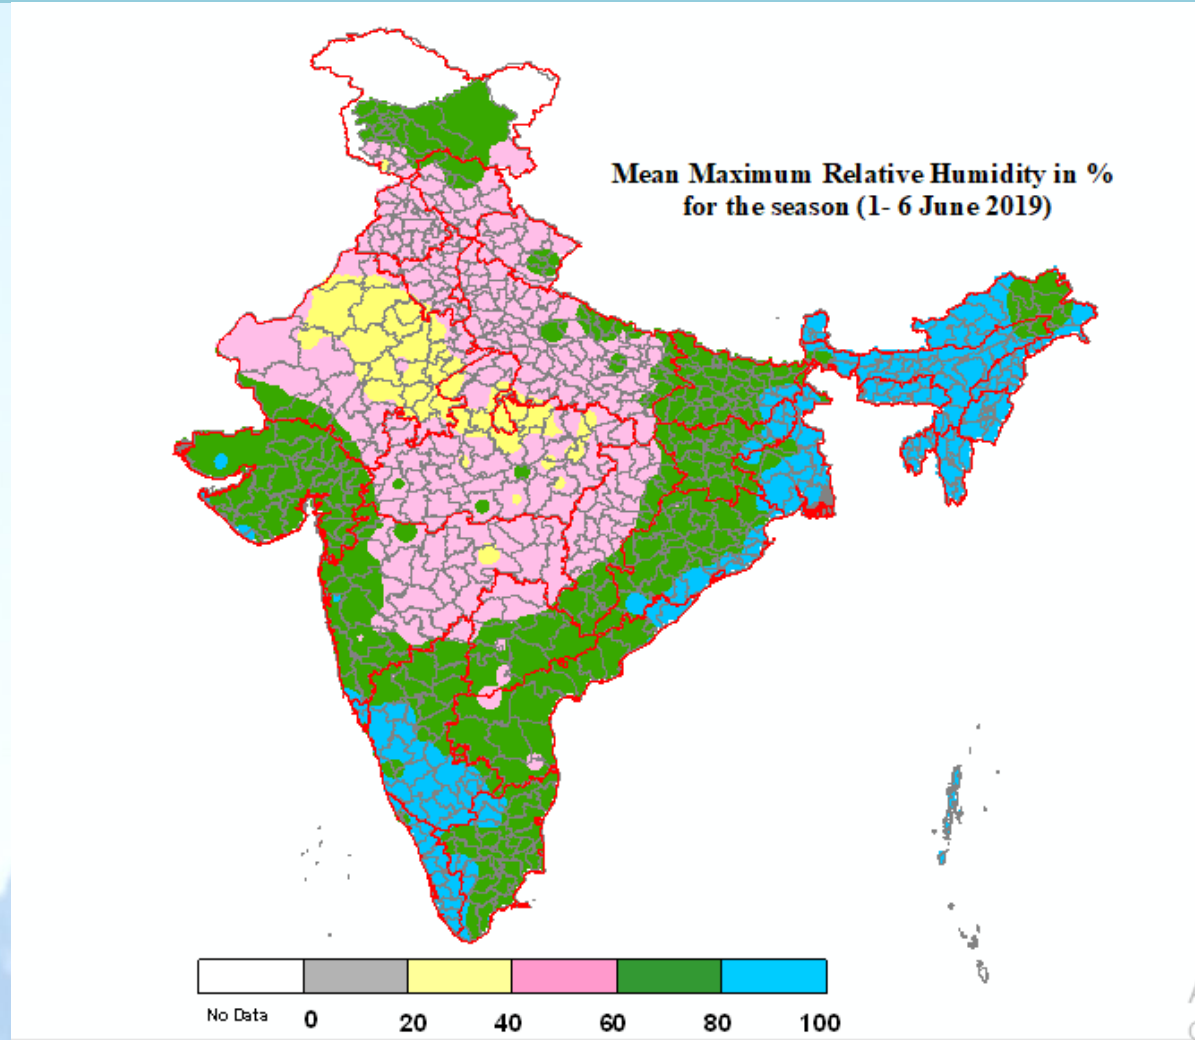 Mean Maximum Relative Humidity in %
for the season (1- 6 June 2019)
No Data 0 20 40 60 80 100